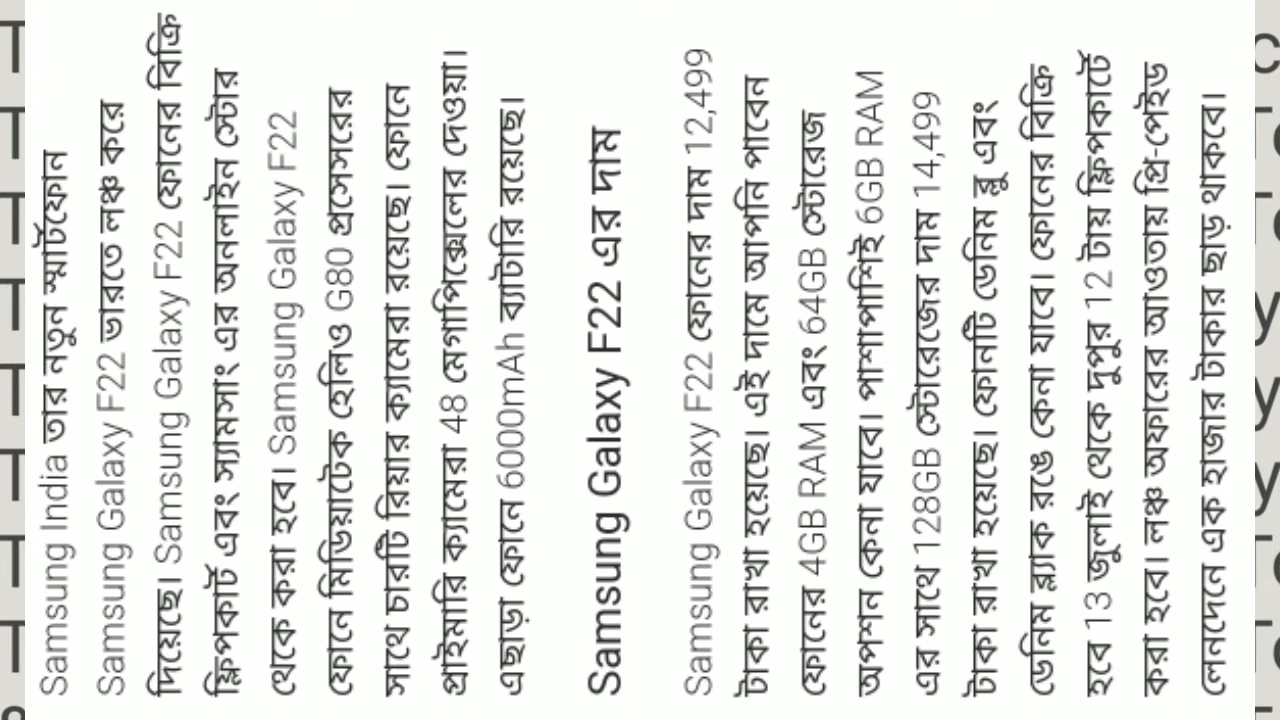 Samsung India তার নতুন স্মার্টফোন
Samsung Galaxy F22 ভারতে লঞ্চ করে
দিয়েছে। Samsung Galaxy F22 ফোনের বিক্রি
ফ্লিপকার্ট এবং স্যামসাং এর অনলাইন স্টোর
থেকে করা হবে। Samsung Galaxy F22
ফোনে মিডিয়াটেক হেলিও G80 প্রসেসরের
সাথে চারটি রিয়ার ক্যামেরা রয়েছে। ফোনে
প্রাইমারি ক্যামেরা 48 মেগাপিক্সেলের দেওয়া।
এছাড়া ফোনে 6000mAh ব্যাটারি রয়েছে।
Samsung Galaxy F22 এর দাম
Samsung Galaxy F22 ফোনের দাম 12,499
টাকা রাখা হয়েছে। এই দামে আপনি পাবেন
ফোনের 4GB RAM এবং 64GB স্টোরেজ
অপশন কেনা যাবে। পাশাপাশিই 6GB RAM
এর সাথে 128GB স্টোরেজের দাম 14,499
টাকা রাখা হয়েছে। ফোনটি ডেনিম ব্লু এবং
ডেনিম ব্ল্যাক রঙে কেনা যাবে। ফোনের বিক্রি
হবে 13 জুলাই থেকে দুপুর 12 টায় ফ্লিপকার্টে
করা হবে। লঞ্চ অফারের আওতায় প্রি-পেইড
লেনদেনে এক হাজার টাকার ছাড় থাকবে।